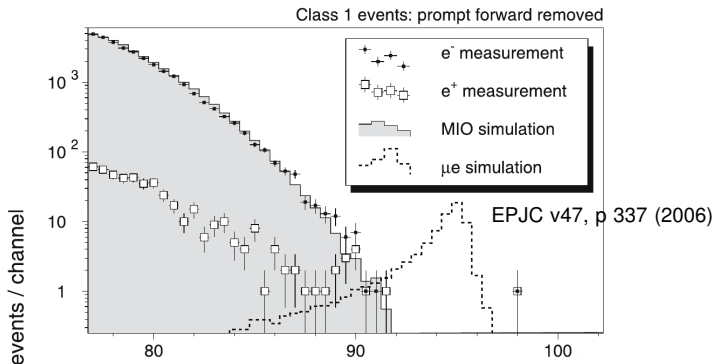 Class 1 events: prompt forward removed
events / channel
10³
10²
10
1
e⁻ measurement
e⁺ measurement
MIO simulation
μe simulation
EPJC v47, p 337 (2006)
80
90
100